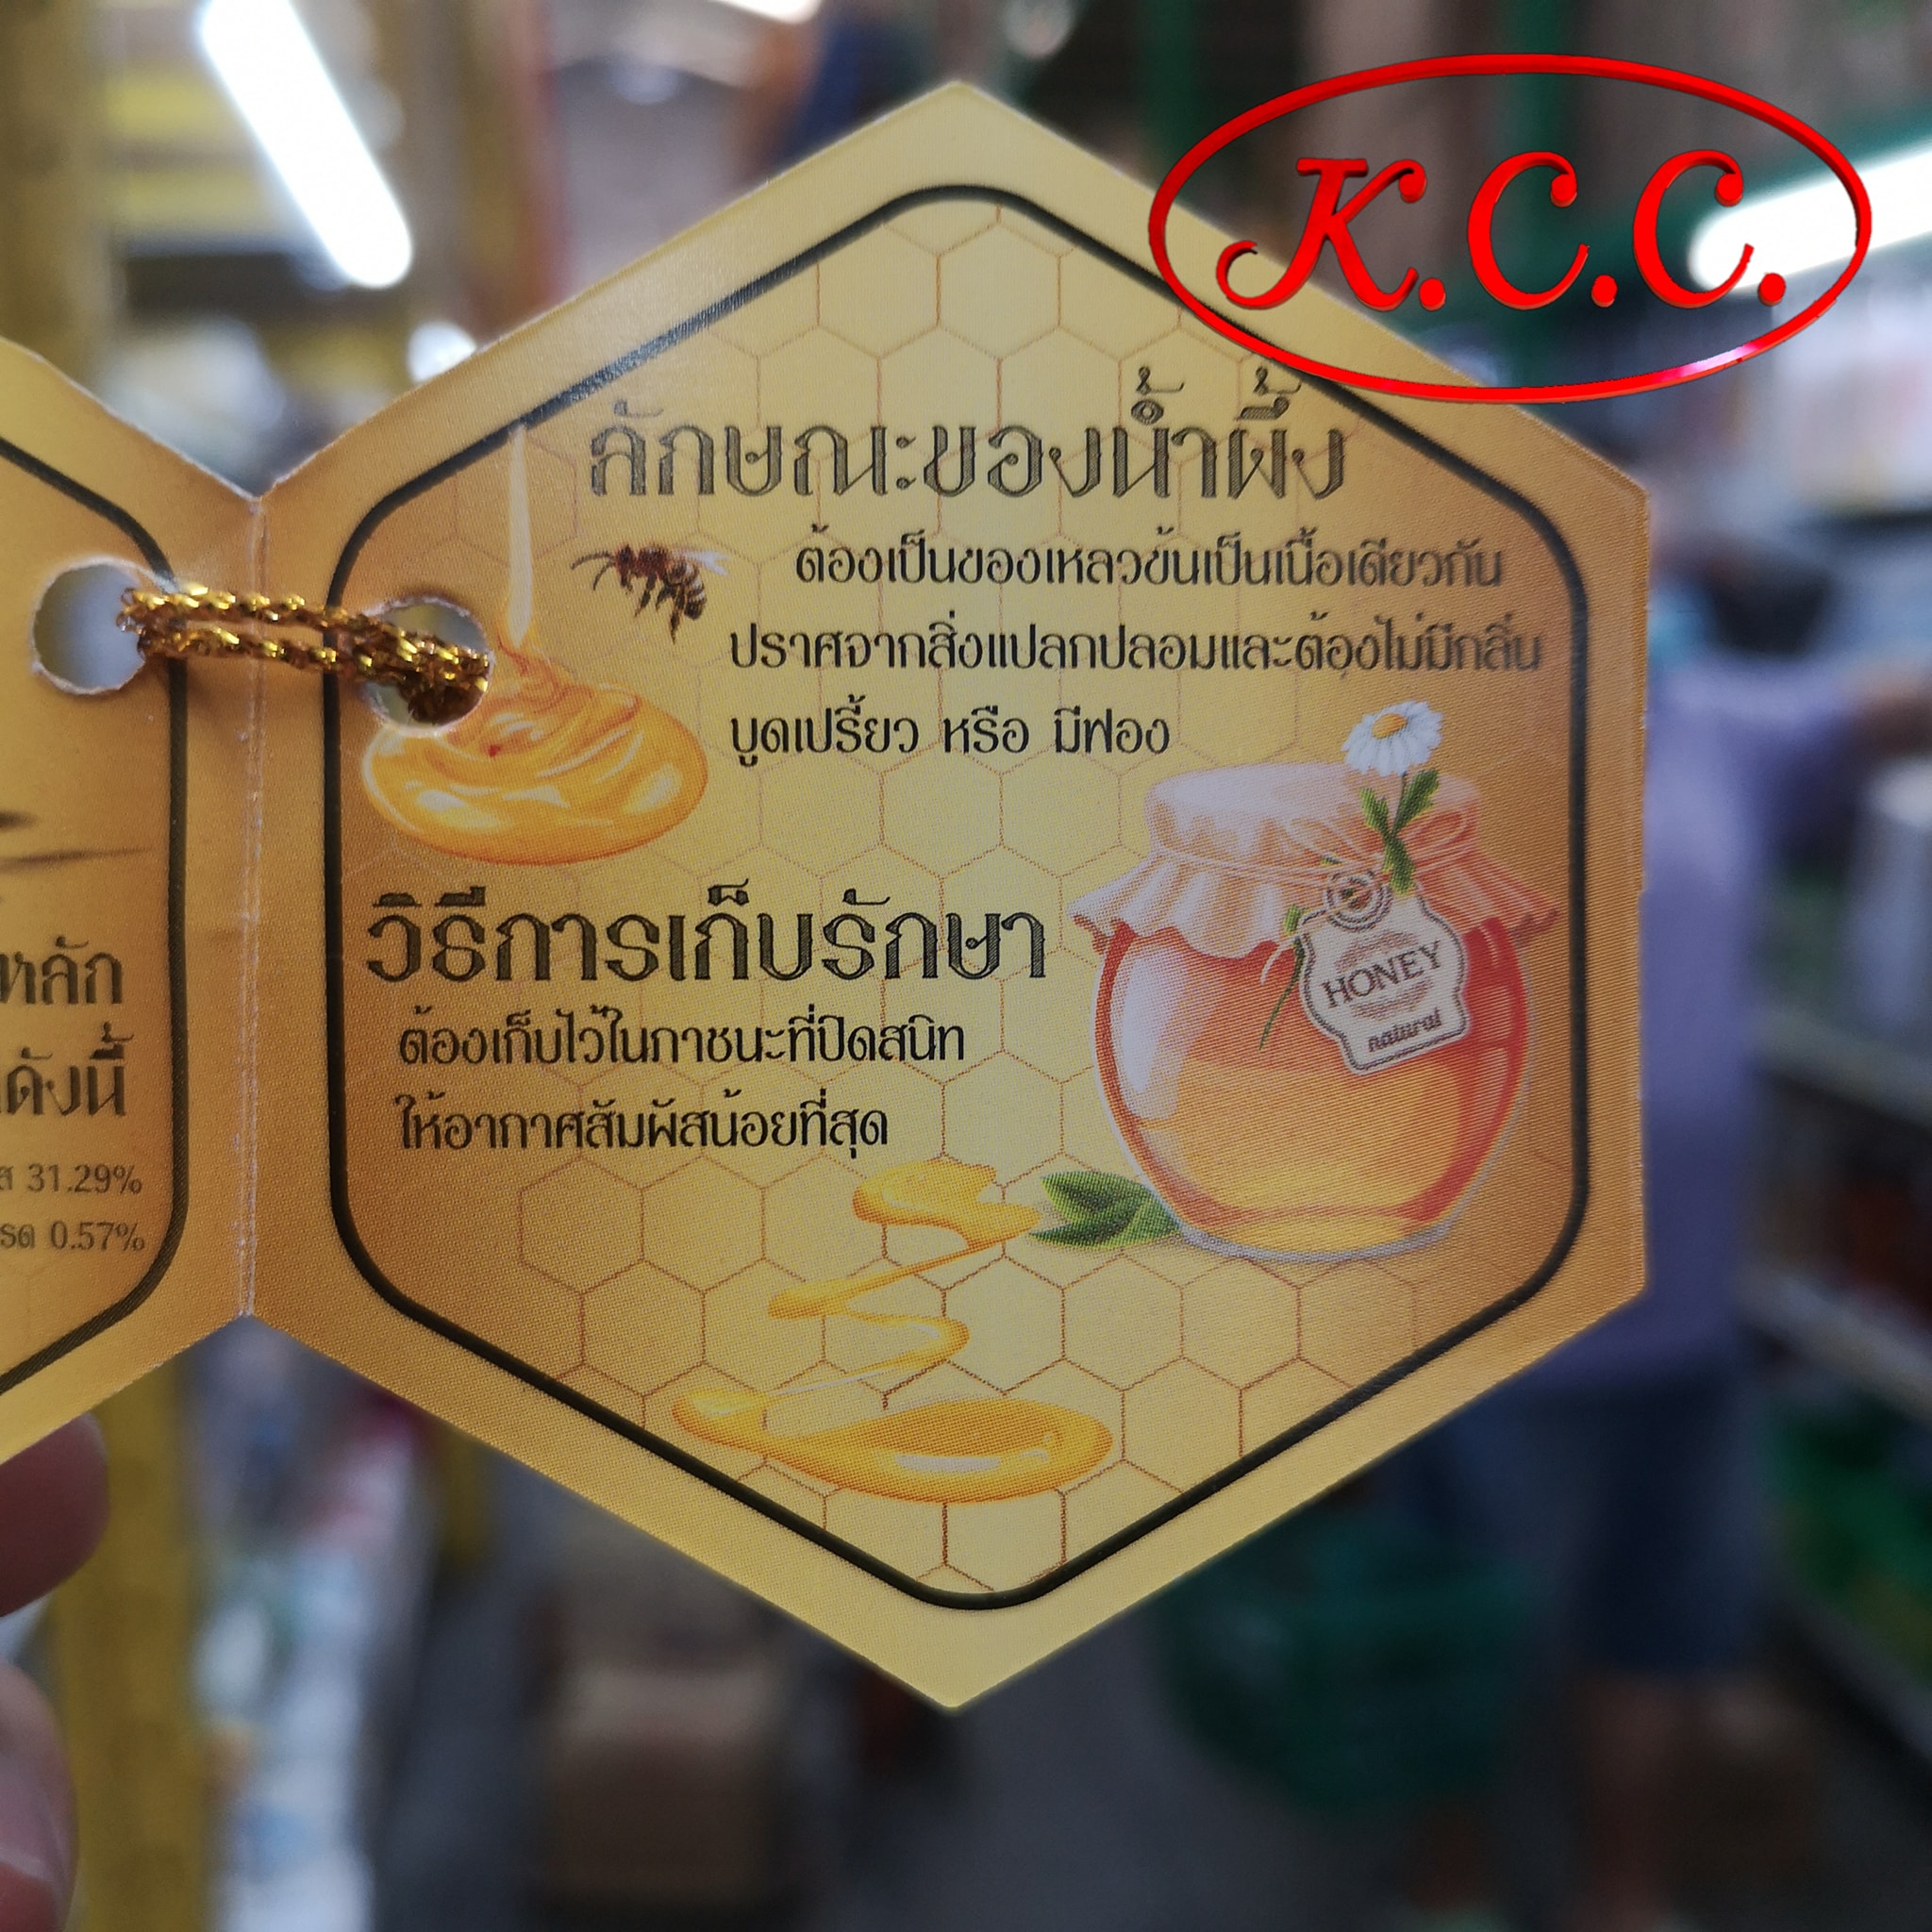 K.C.C.
ลักษณะของน้ำผึ้ง
ต้องเป็นของเหลวข้นเป็นเนื้อเดียวกัน
ปราศจากสิ่งแปลกปลอมและต้องไม่มีกลิ่น
บูดเปรี้ยว หรือ มีฟอง
วิธีการเก็บรักษา
ต้องเก็บไว้ในภาชนะที่ปิดสนิท
ให้อากาศสัมผัสน้อยที่สุด
HONEY
natural
หลัก
ดังนี้
31.29%
0.57%